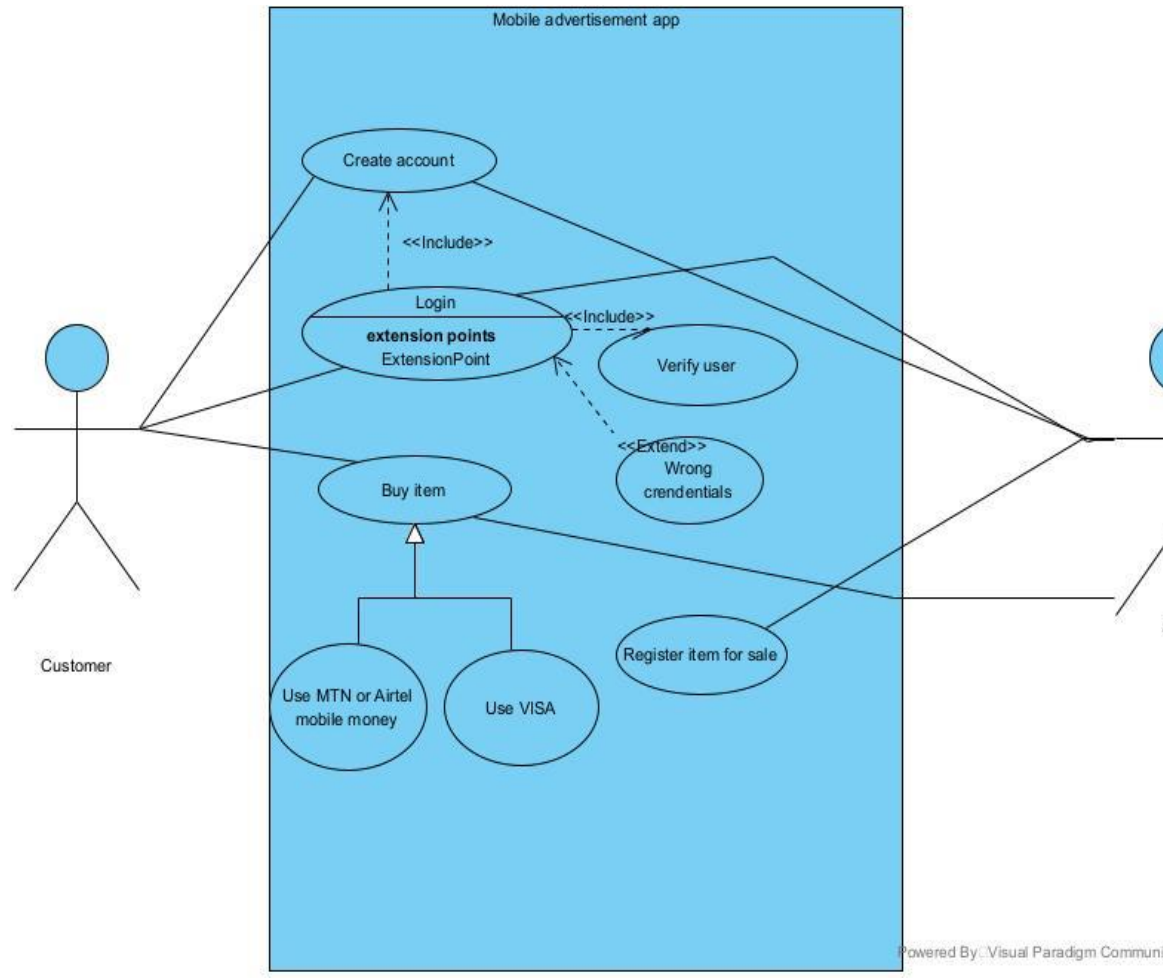 Mobile advertisement app
Create account
<<Include>>
Login
extension points
ExtensionPoint
<<Include>>
Verify user
<<Extend>>
Wrong
crendentials
Buy item
Register item for sale
Customer
Use MTN or Airtel
mobile money
Use VISA
Powered By Visual Paradigm